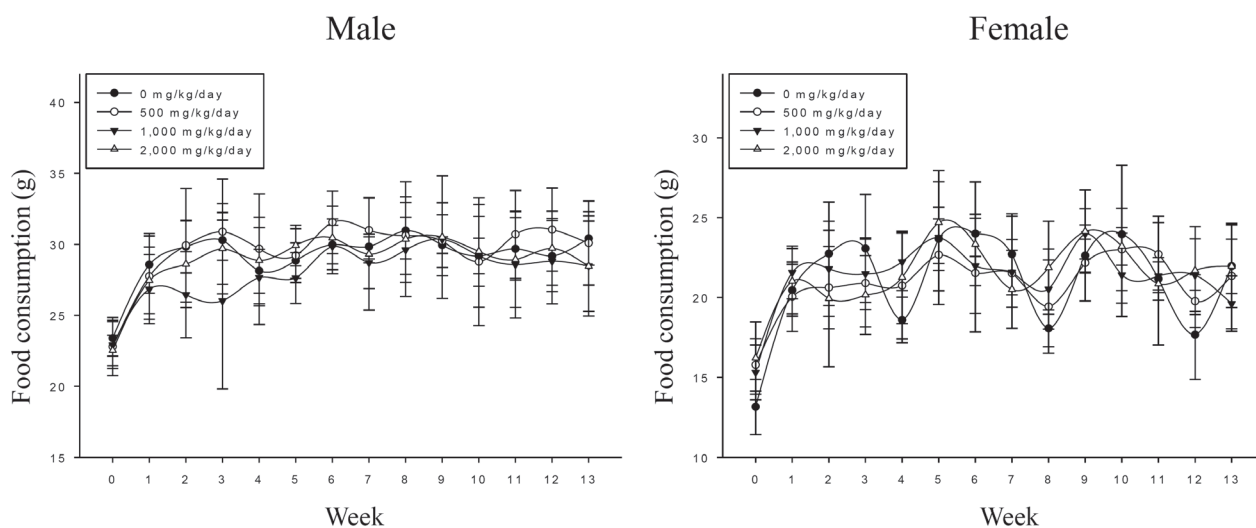 Male
0 mg/kg/day
500 mg/kg/day
1,000 mg/kg/day
2,000 mg/kg/day
Food consumption (g)
40
35
30
25
20
15
0 1 2 3 4 5 6 7 8 9 10 11 12 13
Week
Female
0 mg/kg/day
500 mg/kg/day
1,000 mg/kg/day
2,000 mg/kg/day
Food consumption (g)
30
25
20
15
10
0 1 2 3 4 5 6 7 8 9 10 11 12 13
Week